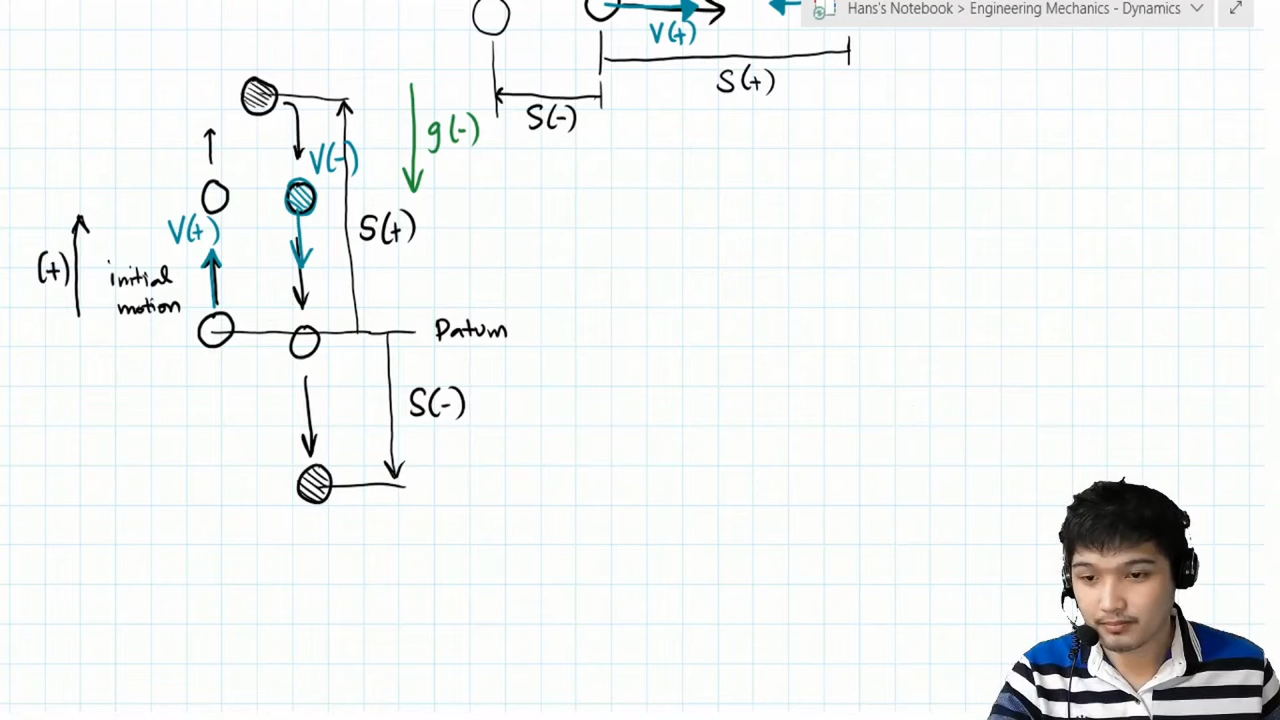 Hans's Notebook > Engineering Mechanics - Dynamics
V(+)
S(+)
S(-)
g(-)
V(-)
V(+)
S(+)
(+)
initial
motion
Datum
S(-)